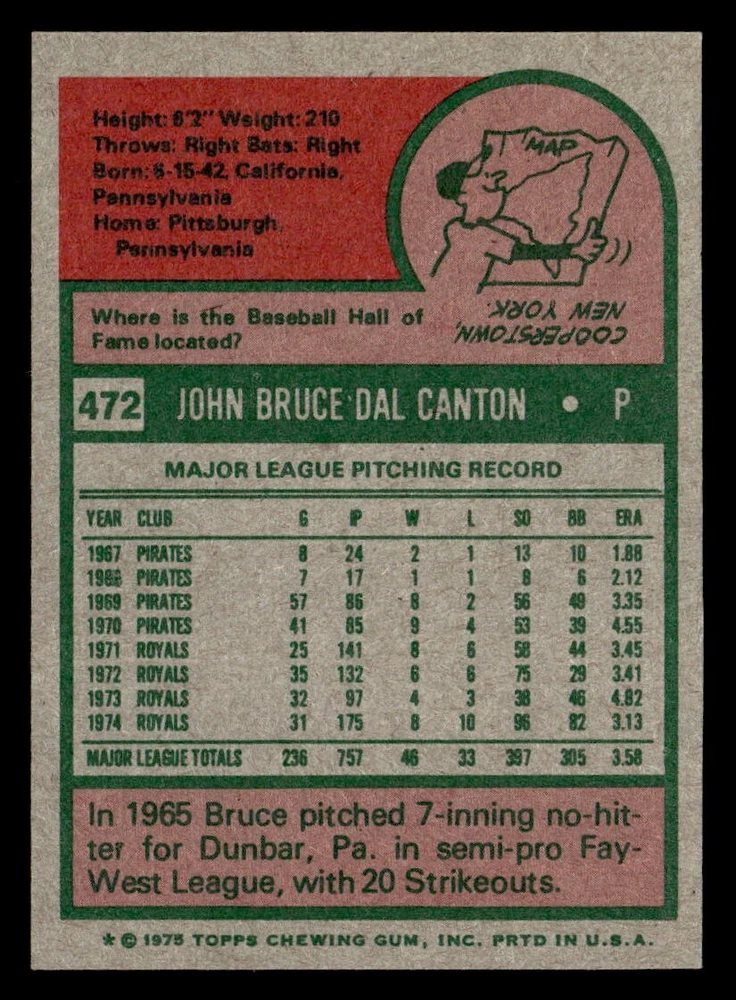 Height: 6'2" Weight: 210
Throws: Right Bats: Right
Born: 6-15-42, California,
Pennsylvania
Home: Pittsburgh,
Pennsylvania
MAP
Where is the Baseball Hall of
Fame located?
COOPERSTOWN,
NEW YORK.
472 JOHN BRUCE DAL CANTON • P
MAJOR LEAGUE PITCHING RECORD
YEAR CLUB G IP W L SO BB ERA
1967 PIRATES 8 24 2 1 13 10 1.88
1968 PIRATES 7 17 1 1 8 6 2.12
1969 PIRATES 57 86 8 2 56 49 3.35
1970 PIRATES 41 85 9 4 53 39 4.55
1971 ROYALS 25 141 8 6 58 44 3.45
1972 ROYALS 35 132 6 6 75 29 3.41
1973 ROYALS 32 97 4 3 38 46 4.82
1974 ROYALS 31 175 8 10 96 82 3.13
MAJOR LEAGUE TOTALS 236 757 46 33 397 305 3.58
In 1965 Bruce pitched 7-inning no-hit-
ter for Dunbar, Pa. in semi-pro Fay-
West League, with 20 Strikeouts.
* © 1975 TOPPS CHEWING GUM, INC. PRTD IN U.S.A.